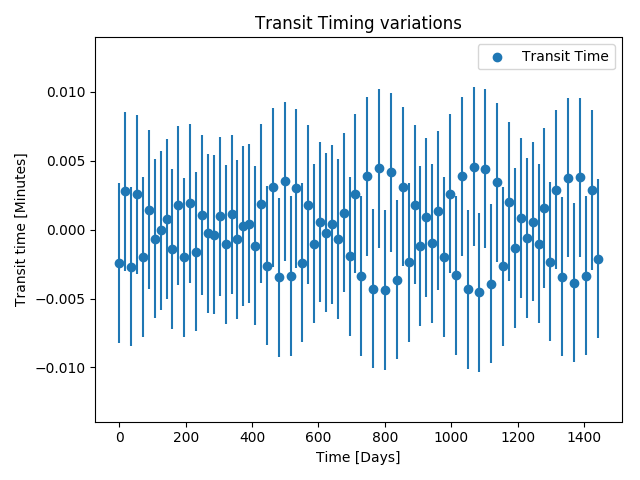 Transit Timing variations
Transit Time
Transit time [Minutes]
0.010
0.005
0.000
−0.005
−0.010
0 200 400 600 800 1000 1200 1400
Time [Days]